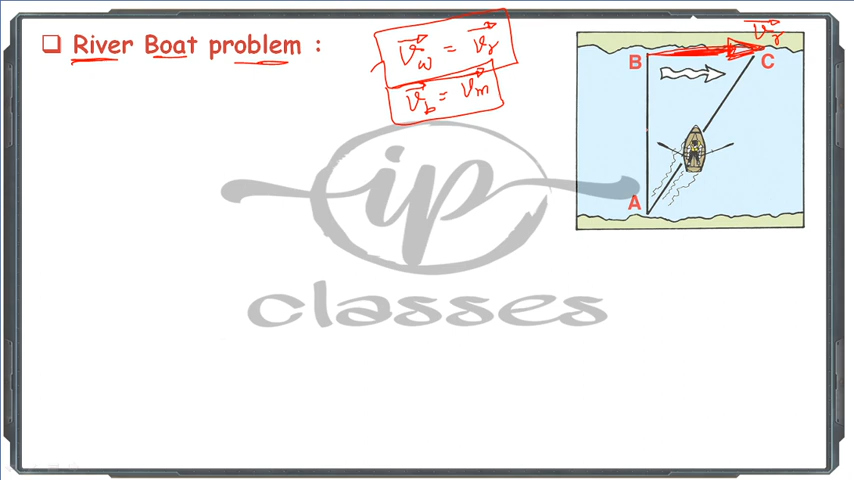 ❑ River Boat problem :
v⃗w = v⃗r
v⃗b = v⃗m
v⃗r
B
C
A
ip
classes